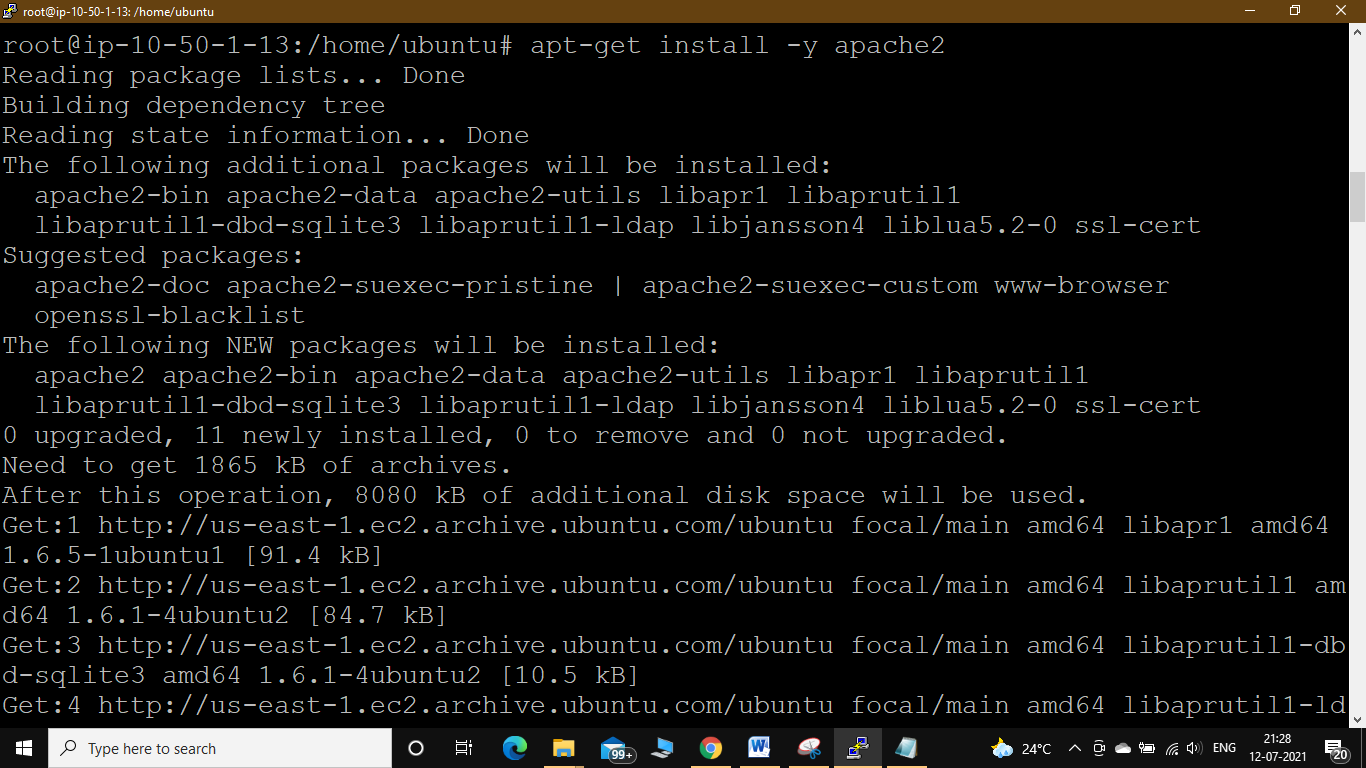 root@ip-10-50-1-13: /home/ubuntu
root@ip-10-50-1-13:/home/ubuntu# apt-get install -y apache2
Reading package lists... Done
Building dependency tree
Reading state information... Done
The following additional packages will be installed:
  apache2-bin apache2-data apache2-utils libapr1 libaprutil1
  libaprutil1-dbd-sqlite3 libaprutil1-ldap libjansson4 liblua5.2-0 ssl-cert
Suggested packages:
  apache2-doc apache2-suexec-pristine | apache2-suexec-custom www-browser
  openssl-blacklist
The following NEW packages will be installed:
  apache2 apache2-bin apache2-data apache2-utils libapr1 libaprutil1
  libaprutil1-dbd-sqlite3 libaprutil1-ldap libjansson4 liblua5.2-0 ssl-cert
0 upgraded, 11 newly installed, 0 to remove and 0 not upgraded.
Need to get 1865 kB of archives.
After this operation, 8080 kB of additional disk space will be used.
Get:1 http://us-east-1.ec2.archive.ubuntu.com/ubuntu focal/main amd64 libapr1 amd64
1.6.5-1ubuntu1 [91.4 kB]
Get:2 http://us-east-1.ec2.archive.ubuntu.com/ubuntu focal/main amd64 libaprutil1 am
d64 1.6.1-4ubuntu2 [84.7 kB]
Get:3 http://us-east-1.ec2.archive.ubuntu.com/ubuntu focal/main amd64 libaprutil1-db
d-sqlite3 amd64 1.6.1-4ubuntu2 [10.5 kB]
Get:4 http://us-east-1.ec2.archive.ubuntu.com/ubuntu focal/main amd64 libaprutil1-ld
Type here to search
99+
W
24°C
ENG
21:28
12-07-2021
20